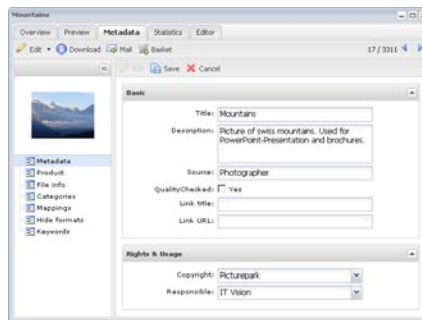 Mountains
Overview Preview Metadata Statistics Editor
Edit Download Mail Basket 17 / 3311
Save Cancel
Basic
Title: Mountains
Description: Picture of swiss mountains. Used for
PowerPoint-Presentation and brochures.
Source: Photographer
QualityChecked: Yes
Link title:
Link URL:
Metadata
Product
File info
Categories
Mappings
Hide formats
Keywords
Rights & Usage
Copyright: Picturepark
Responsible: IT Vision